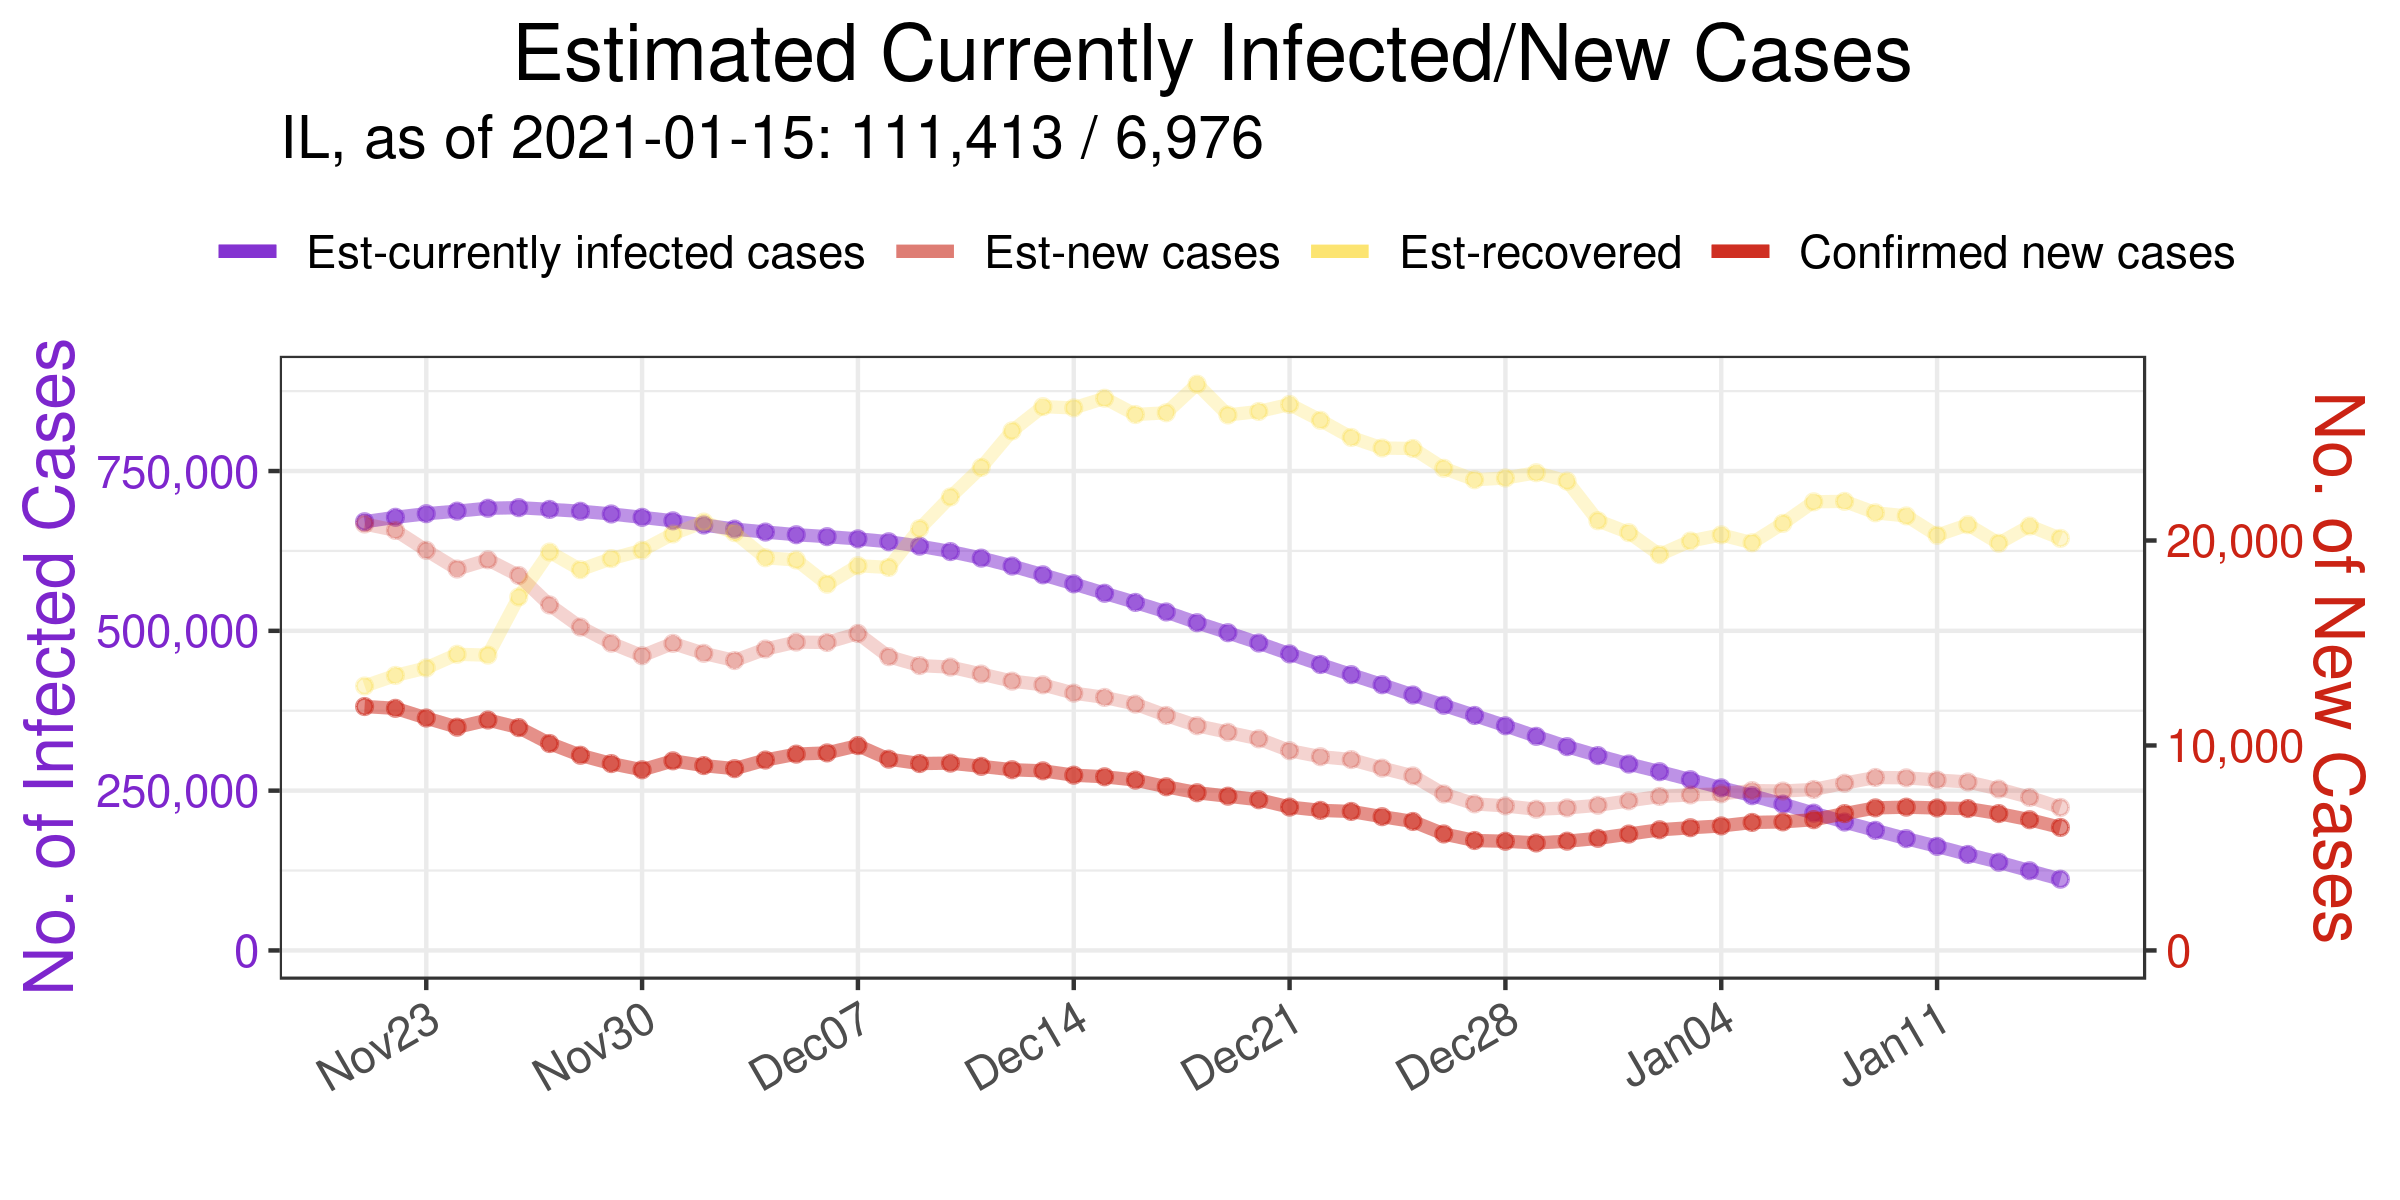 Estimated Currently Infected/New Cases
IL, as of 2021-01-15: 111,413 / 6,976
Est-currently infected cases Est-new cases Est-recovered Confirmed new cases
No. of Infected Cases
750,000
500,000
250,000
0
20,000
10,000
0
No. of New Cases
Nov23 Nov30 Dec07 Dec14 Dec21 Dec28 Jan04 Jan11